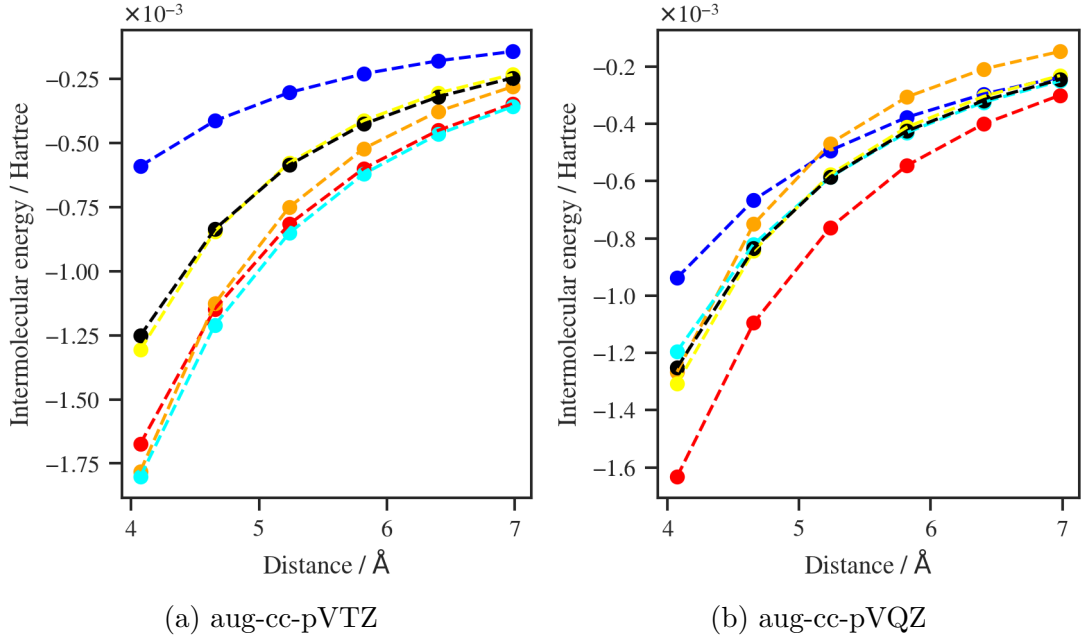 ×10⁻³
Intermolecular energy / Hartree
−0.25
−0.50
−0.75
−1.00
−1.25
−1.50
−1.75
4 5 6 7
Distance / Å
(a) aug-cc-pVTZ
×10⁻³
Intermolecular energy / Hartree
−0.2
−0.4
−0.6
−0.8
−1.0
−1.2
−1.4
−1.6
4 5 6 7
Distance / Å
(b) aug-cc-pVQZ